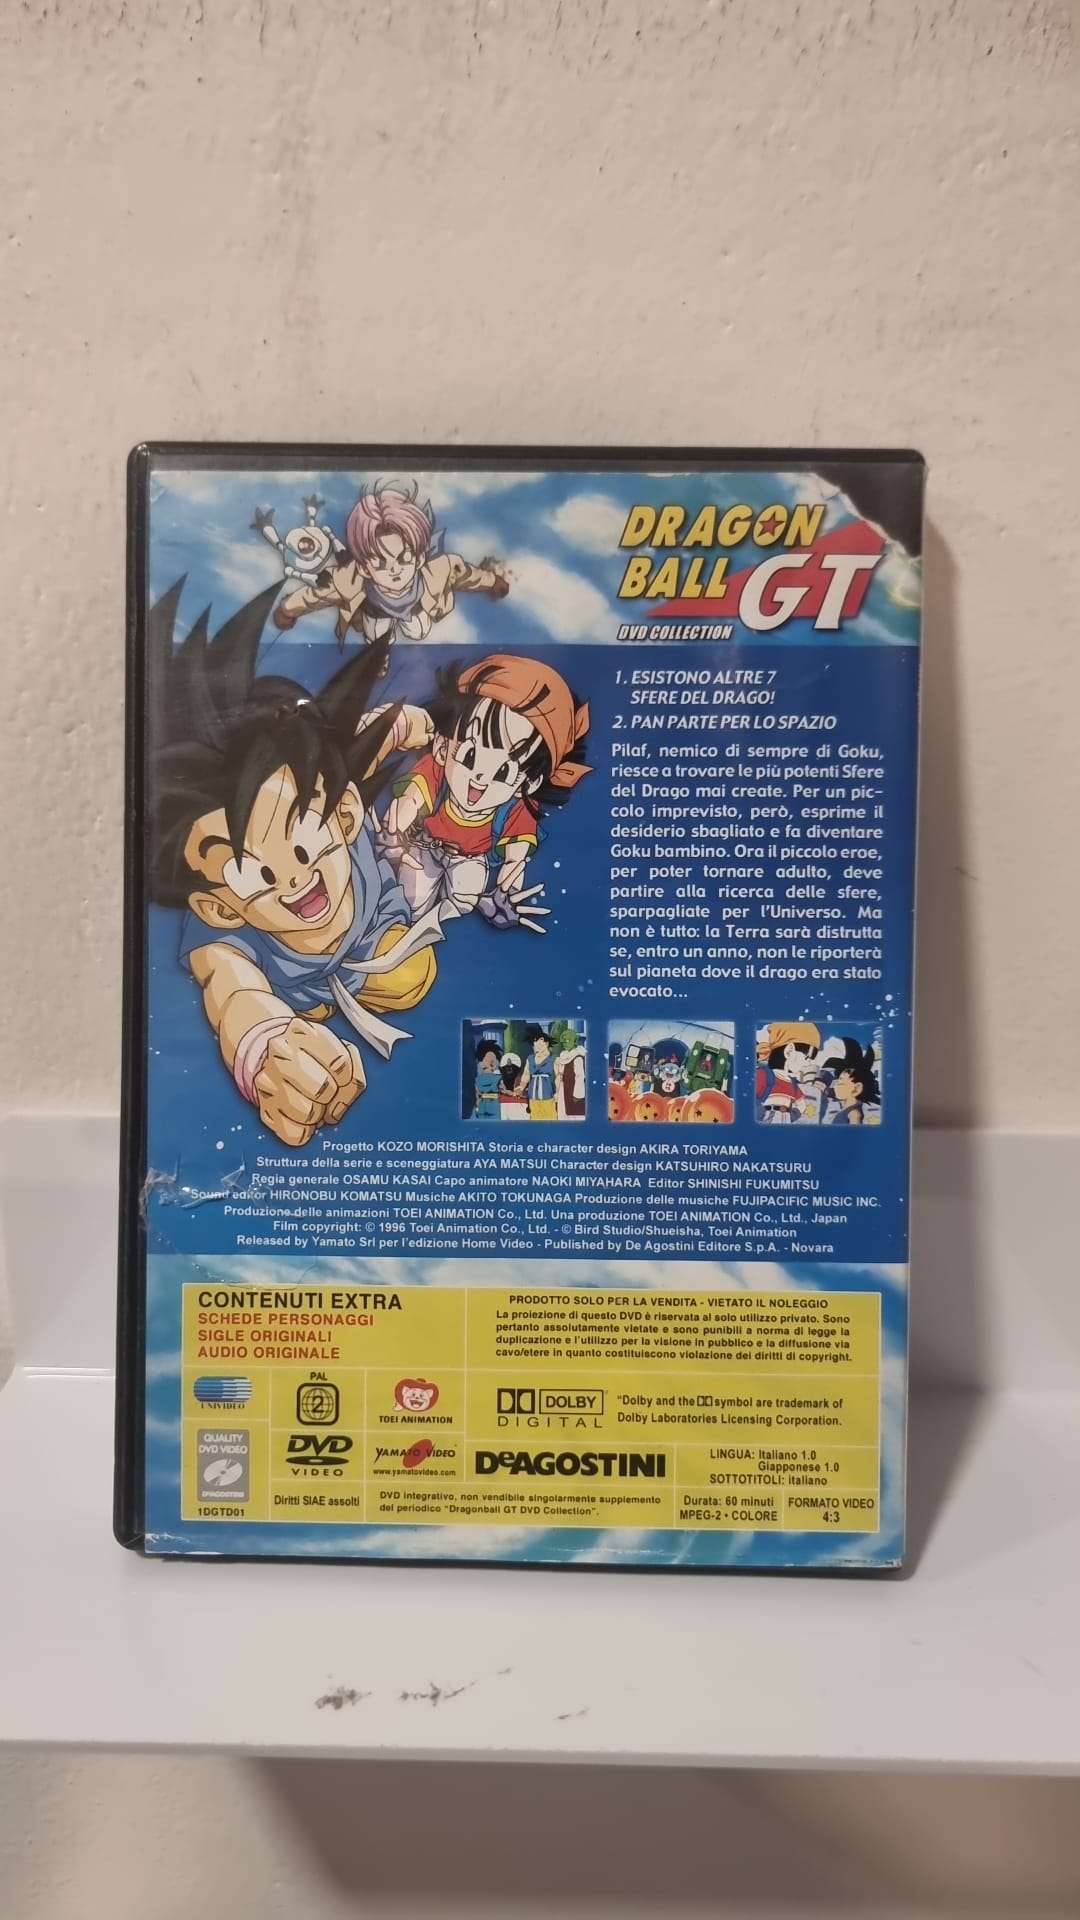 DRAGON
BALL GT
DVD COLLECTION
1. ESISTONO ALTRE 7
SFERE DEL DRAGO!
2. PAN PARTE PER LO SPAZIO
Pilaf, nemico di sempre di Goku,
riesce a trovare le più potenti Sfere
del Drago mai create. Per un pic-
colo imprevisto, però, esprime il
desiderio sbagliato e fa diventare
Goku bambino. Ora il piccolo eroe,
per poter tornare adulto, deve
partire alla ricerca delle sfere,
sparpagliate per l'Universo. Ma
non è tutto: la Terra sarà distrutta
se, entro un anno, non le riporterà
sul pianeta dove il drago era stato
evocato...
Progetto KOZO MORISHITA Storia e character design AKIRA TORIYAMA
Struttura della serie e sceneggiatura AYA MATSUI Character design KATSUHIRO NAKATSURU
Regia generale OSAMU KASAI Capo animatore NAOKI MIYAHARA Editor SHINISHI FUKUMITSU
Sound editor HIRONOBU KOMATSU Musiche AKITO TOKUNAGA Produzione delle musiche FUJIPACIFIC MUSIC INC.
Produzione delle animazioni TOEI ANIMATION Co., Ltd. Una produzione TOEI ANIMATION Co., Ltd., Japan
Film copyright: © 1996 Toei Animation Co., Ltd. - © Bird Studio/Shueisha, Toei Animation
Released by Yamato Srl per l'edizione Home Video - Published by De Agostini Editore S.p.A. - Novara
CONTENUTI EXTRA
SCHEDE PERSONAGGI
SIGLE ORIGINALI
AUDIO ORIGINALE
PRODOTTO SOLO PER LA VENDITA - VIETATO IL NOLEGGIO
La proiezione di questo DVD è riservata al solo utilizzo privato. Sono
pertanto assolutamente vietate e sono punibili a norma di legge la
duplicazione e l'utilizzo per la visione in pubblico e la diffusione via
cavo/etere in quanto costituiscono violazione dei diritti di copyright.
UNIVIDEO
PAL
2
TOEI ANIMATION
DOLBY
DIGITAL
"Dolby and the symbol are trademark of
Dolby Laboratories Licensing Corporation.
QUALITY
DVD VIDEO
DEAGOSTINI
1DGTD01
DVD
VIDEO
YAMATO VIDEO
www.yamatovideo.com
DeAGOSTINI
LINGUA: Italiano 1.0
Giapponese 1.0
SOTTOTITOLI: italiano
Diritti SIAE assolti
DVD integrativo, non vendibile singolarmente supplemento
del periodico "Dragonball GT DVD Collection".
Durata: 60 minuti
MPEG-2 • COLORE
FORMATO VIDEO
4:3